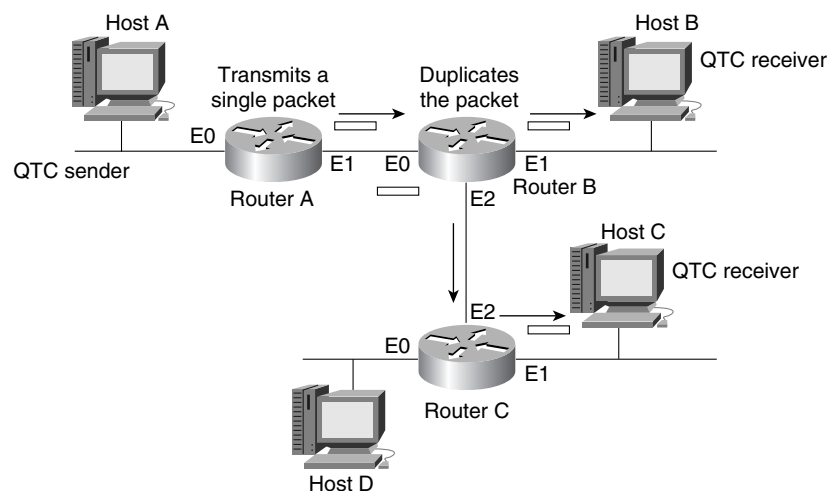 Host A
Host B
QTC receiver
Transmits a
single packet
Duplicates
the packet
E0
E1
E0
E1
QTC sender
Router A
Router B
E2
Host C
QTC receiver
E2
E0
E1
Router C
Host D